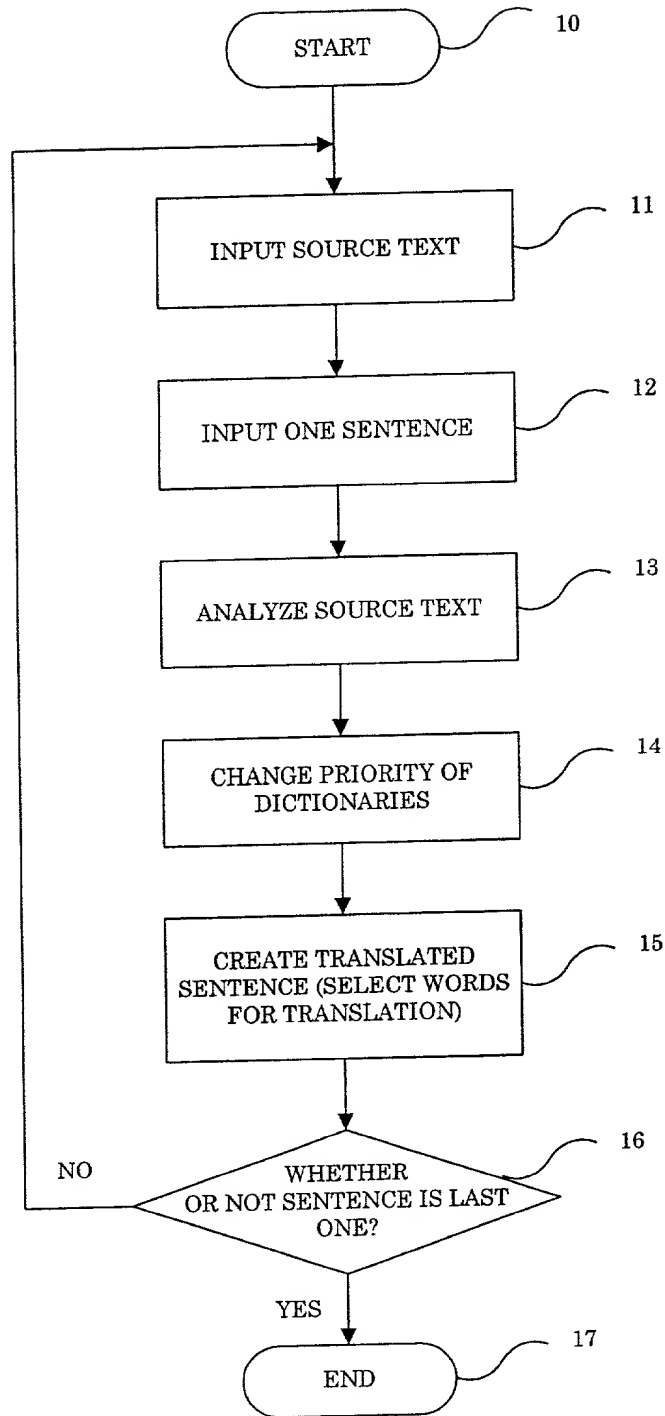 START
10
INPUT SOURCE TEXT
11
INPUT ONE SENTENCE
12
ANALYZE SOURCE TEXT
13
CHANGE PRIORITY OF
DICTIONARIES
14
CREATE TRANSLATED
SENTENCE (SELECT WORDS
FOR TRANSLATION)
15
WHETHER
OR NOT SENTENCE IS LAST
ONE?
16
NO
YES
END
17